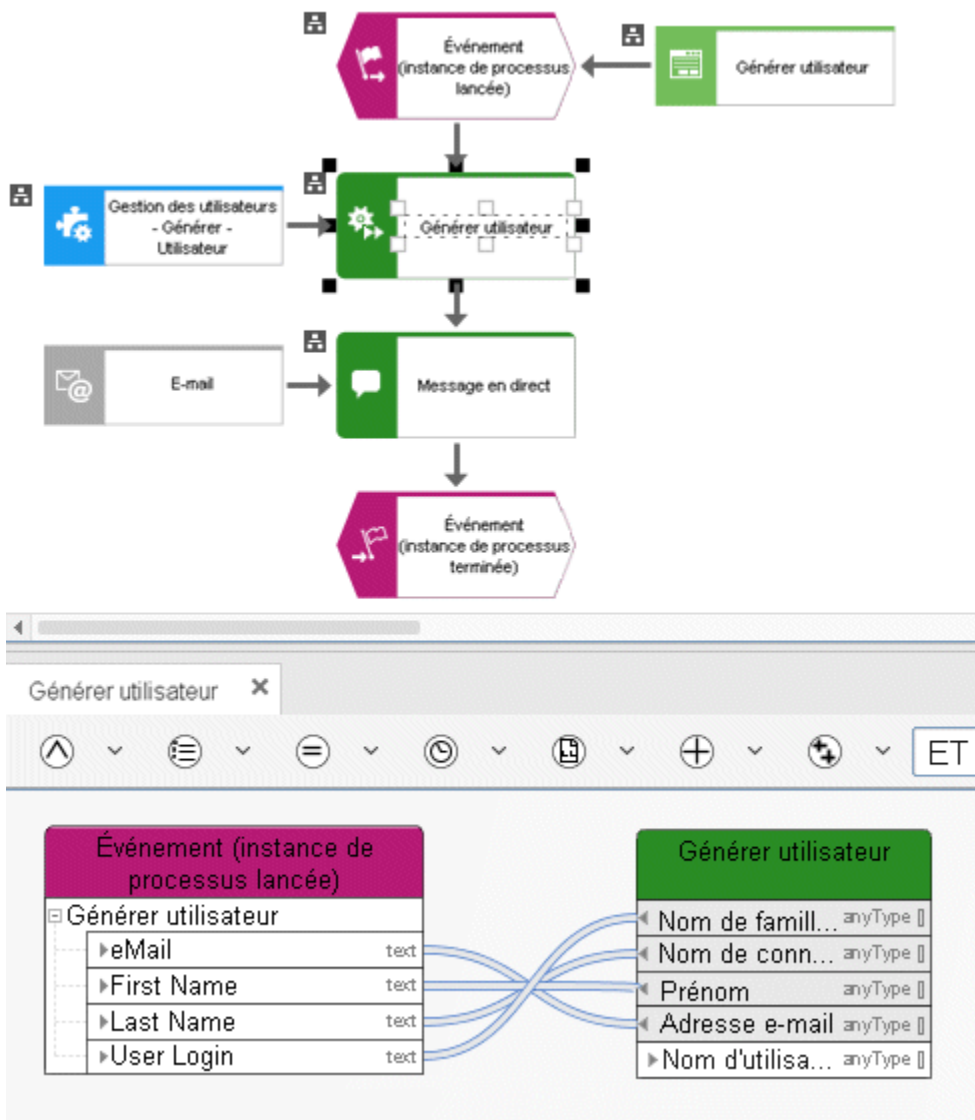 Événement
(instance de processus
lancée)
Générer utilisateur
Gestion des utilisateurs
- Générer -
Utilisateur
Générer utilisateur
E-mail
Message en direct
Événement
(instance de processus
terminée)
Générer utilisateur ×
ET
Événement (instance de
processus lancée)
Générer utilisateur
eMail text
First Name text
Last Name text
User Login text
Générer utilisateur
Nom de famill... anyType []
Nom de conn... anyType []
Prénom anyType []
Adresse e-mail anyType []
Nom d'utilisa... anyType []